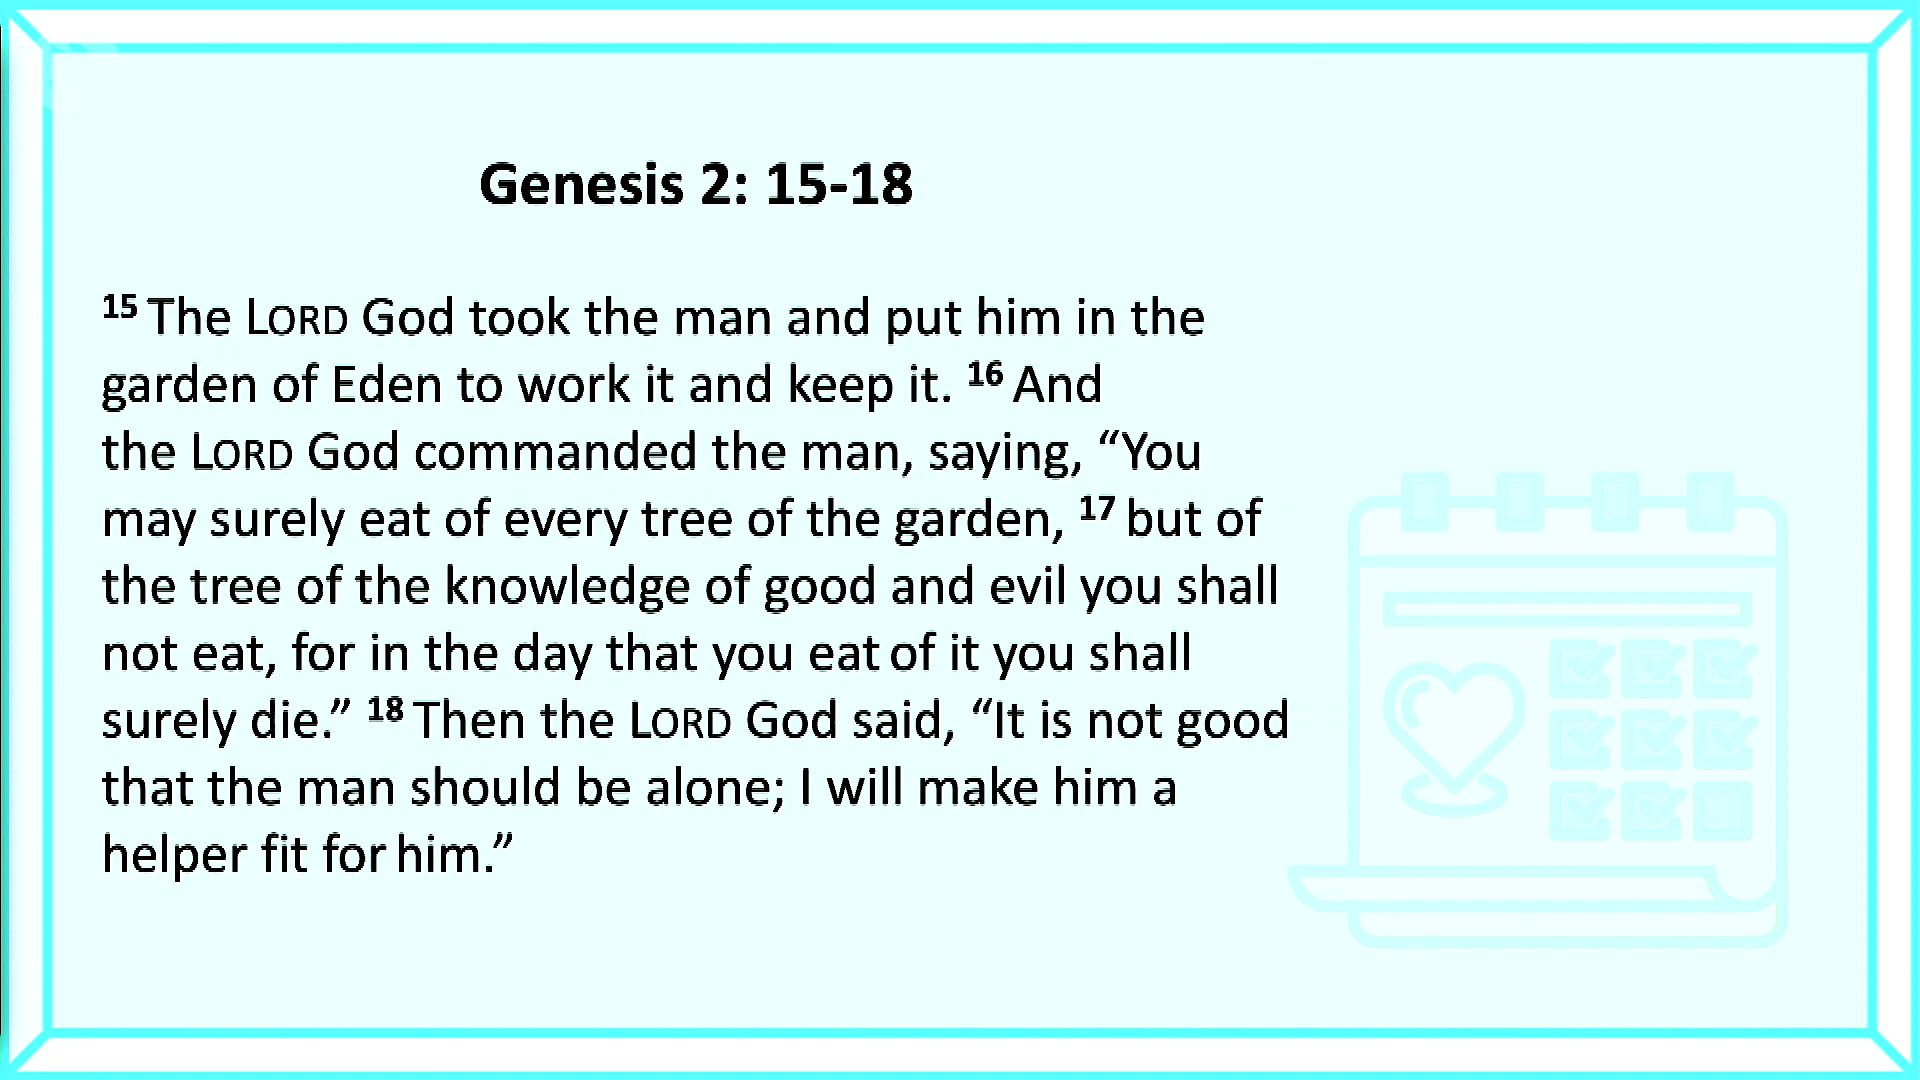 Genesis 2: 15-18
15 The LORD God took the man and put him in the
garden of Eden to work it and keep it. 16 And
the LORD God commanded the man, saying, “You
may surely eat of every tree of the garden, 17 but of
the tree of the knowledge of good and evil you shall
not eat, for in the day that you eat of it you shall
surely die.” 18 Then the LORD God said, “It is not good
that the man should be alone; I will make him a
helper fit for him.”